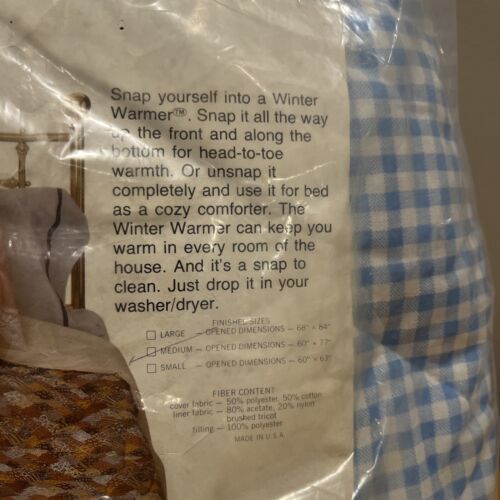 Snap yourself into a Winter
Warmer™. Snap it all the way
up the front and along the
bottom for head-to-toe
warmth. Or unsnap it
completely and use it for bed
as a cozy comforter. The
Winter Warmer can keep you
warm in every room of the
house. And it's a snap to
clean. Just drop it in your
washer/dryer.
FINISHED SIZES
LARGE — OPENED DIMENSIONS — 68" × 84"
MEDIUM — OPENED DIMENSIONS — 60" × 77"
SMALL — OPENED DIMENSIONS — 60" × 63"
FIBER CONTENT
cover fabric — 50% polyester, 50% cotton
liner fabric — 80% acetate, 20% nylon
brushed tricot
filling — 100% polyester
MADE IN U.S.A.